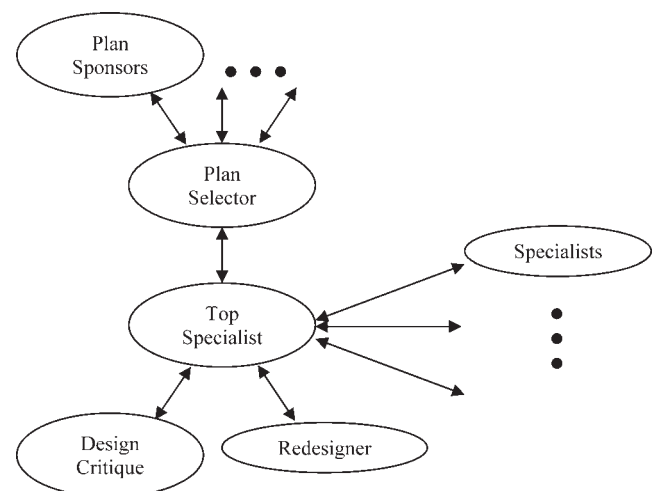 Plan
Sponsors
Plan
Selector
Specialists
Top
Specialist
Design
Critique
Redesigner